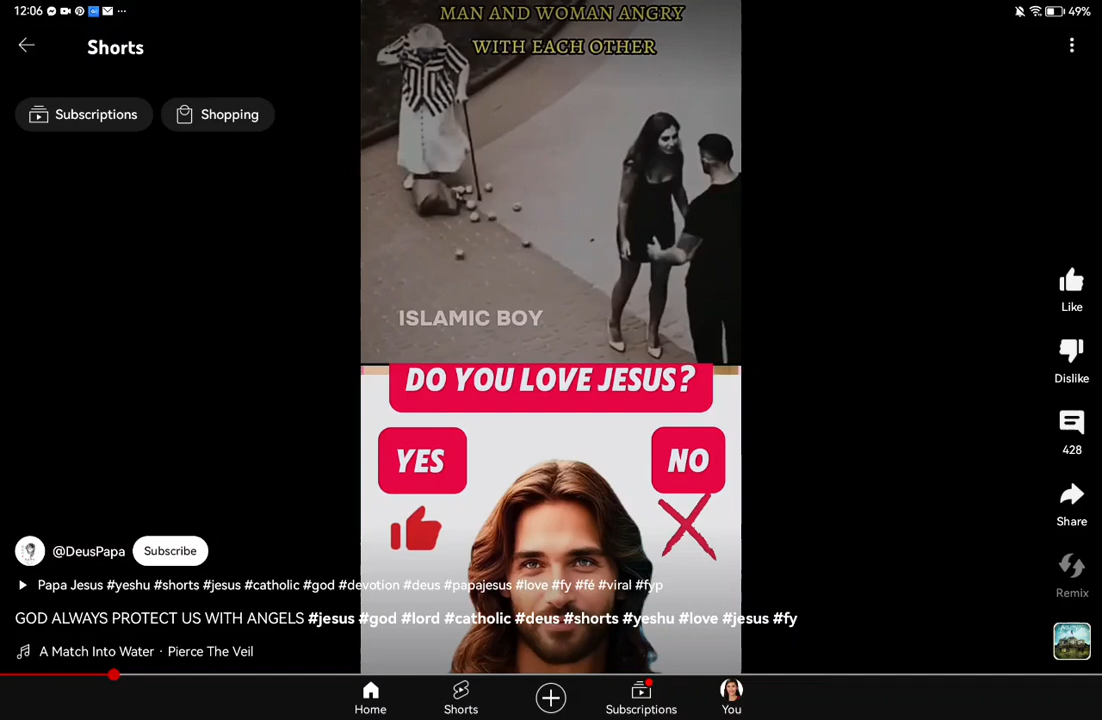 12:06
49%
Shorts
Subscriptions
Shopping
MAN AND WOMAN ANGRY
WITH EACH OTHER
ISLAMIC BOY
DO YOU LOVE JESUS?
YES
NO
Like
Dislike
428
Share
Remix
@DeusPapa
Subscribe
Papa Jesus #yeshu #shorts #jesus #catholic #god #devotion #deus #papajesus #love #fy #fé #viral #fyp
GOD ALWAYS PROTECT US WITH ANGELS #jesus #god #lord #catholic #deus #shorts #yeshu #love #jesus #fy
A Match Into Water · Pierce The Veil
Home
Shorts
Subscriptions
You